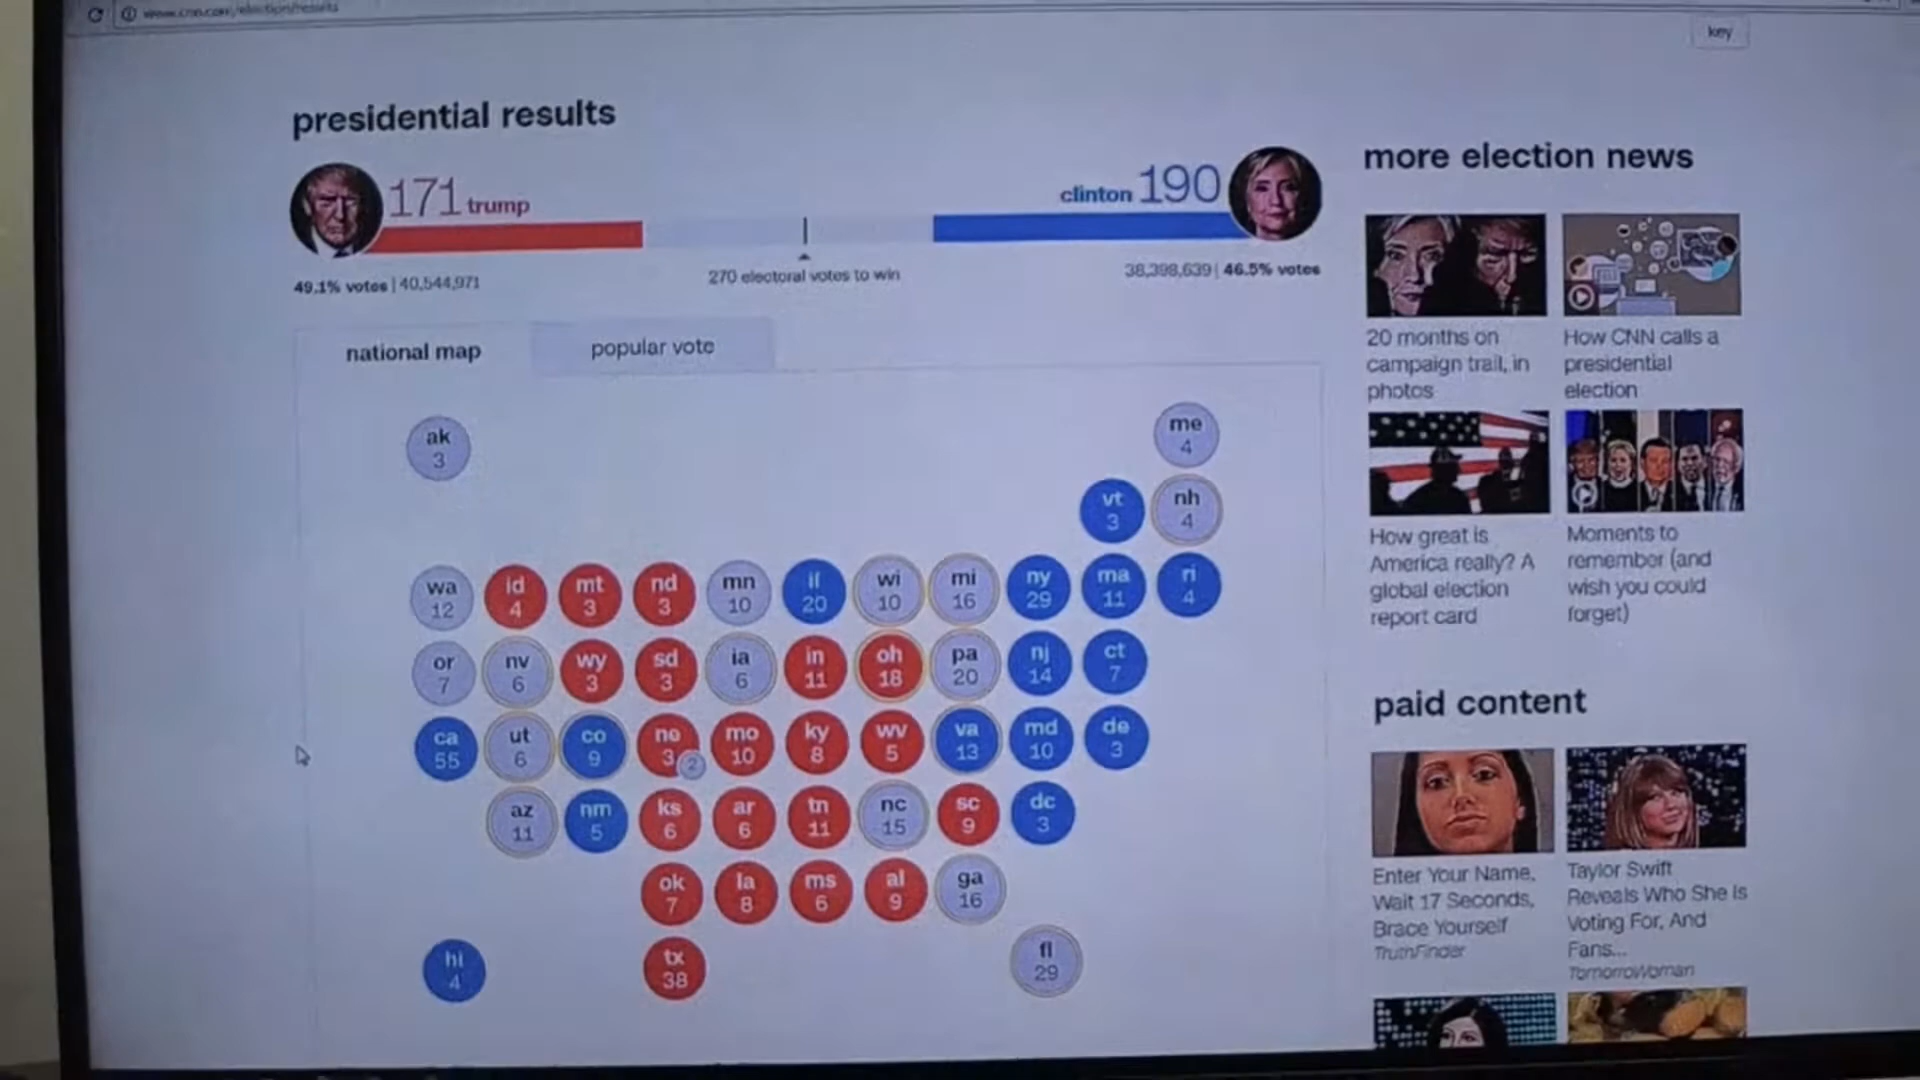 www.cnn.com/election/results
key
presidential results
171 trump
clinton 190
49.1% votes | 40,544,971
270 electoral votes to win
38,398,639 | 46.5% votes
national map
popular vote
ak
3
me
4
vt
3
nh
4
wa
12
id
4
mt
3
nd
3
mn
10
il
20
wi
10
mi
16
ny
29
ma
11
ri
4
or
7
nv
6
wy
3
sd
3
ia
6
in
11
oh
18
pa
20
nj
14
ct
7
ca
55
ut
6
co
9
ne
3
2
mo
10
ky
8
wv
5
va
13
md
10
de
3
az
11
nm
5
ks
6
ar
6
tn
11
nc
15
sc
9
dc
3
ok
7
la
8
ms
6
al
9
ga
16
hi
4
tx
38
fl
29
more election news
20 months on
campaign trail, in
photos
How CNN calls a
presidential
election
How great is
America really? A
global election
report card
Moments to
remember (and
wish you could
forget)
paid content
Enter Your Name,
Wait 17 Seconds,
Brace Yourself
TruthFinder
Taylor Swift
Reveals Who She Is
Voting For, And
Fans...
TomorroWoman